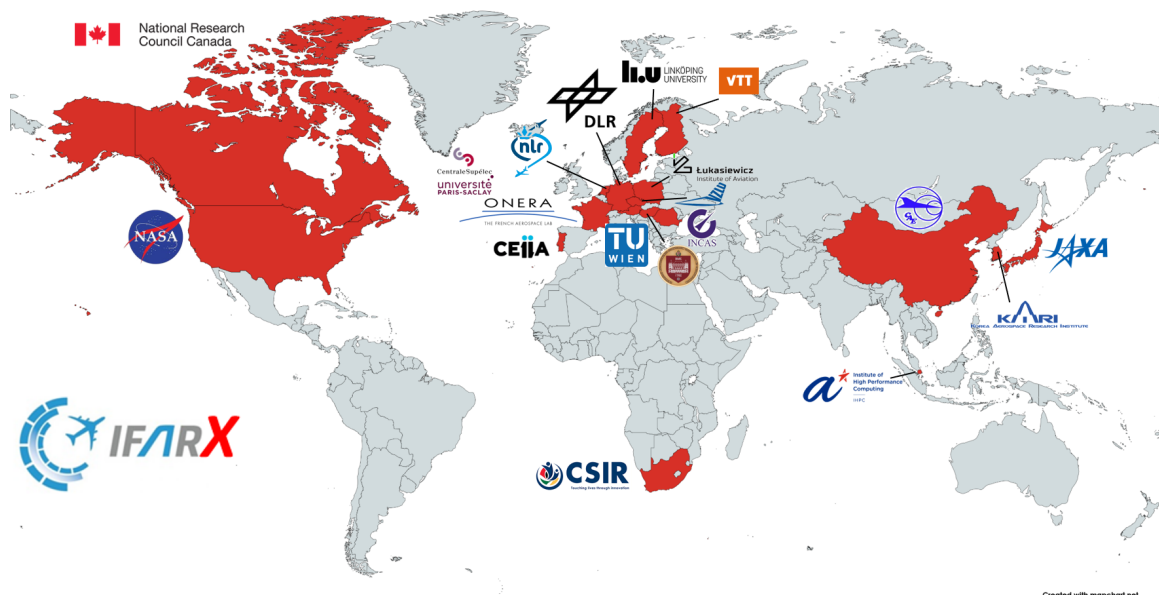 National Research
Council Canada
LINKÖPING
UNIVERSITY
VTT
DLR
nlr
CentraleSupélec
université
PARIS-SACLAY
Łukasiewicz
Institute of Aviation
ONERA
THE FRENCH AEROSPACE LAB
INCAS
CEiiA
TU
WIEN
NASA
CAE
JAXA
KARI
KOREA AEROSPACE RESEARCH INSTITUTE
Institute of
High Performance
Computing
IHPC
IFARX
CSIR
Touching lives through innovation
Created with mapchart.net